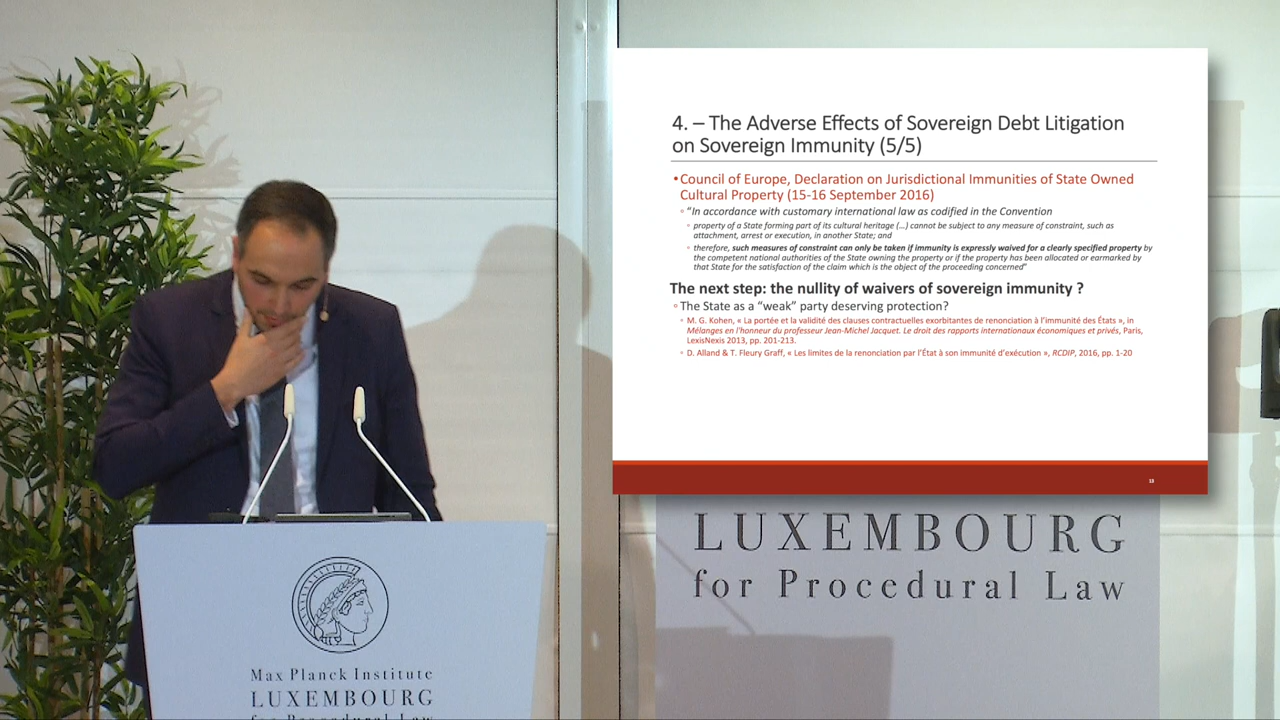 4. – The Adverse Effects of Sovereign Debt Litigation
on Sovereign Immunity (5/5)
•Council of Europe, Declaration on Jurisdictional Immunities of State Owned
Cultural Property (15-16 September 2016)
◦ “In accordance with customary international law as codified in the Convention
◦ property of a State forming part of its cultural heritage (…) cannot be subject to any measure of constraint, such as
attachment, arrest or execution, in another State; and
◦ therefore, such measures of constraint can only be taken if immunity is expressly waived for a clearly specified property by
the competent national authorities of the State owning the property or if the property has been allocated or earmarked by
that State for the satisfaction of the claim which is the object of the proceeding concerned”
The next step: the nullity of waivers of sovereign immunity ?
◦ The State as a “weak” party deserving protection?
◦ M. G. Kohen, « La portée et la validité des clauses contractuelles exorbitantes de renonciation à l’immunité des États », in
Mélanges en l’honneur du professeur Jean-Michel Jacquet. Le droit des rapports internationaux économiques et privés, Paris,
LexisNexis 2013, pp. 201-213.
◦ D. Alland & T. Fleury Graff, « Les limites de la renonciation par l’État à son immunité d’exécution », RCDIP, 2016, pp. 1-20
13
LUXEMBOURG
for Procedural Law
Max Planck Institute
LUXEMBOURG
for Procedural Law